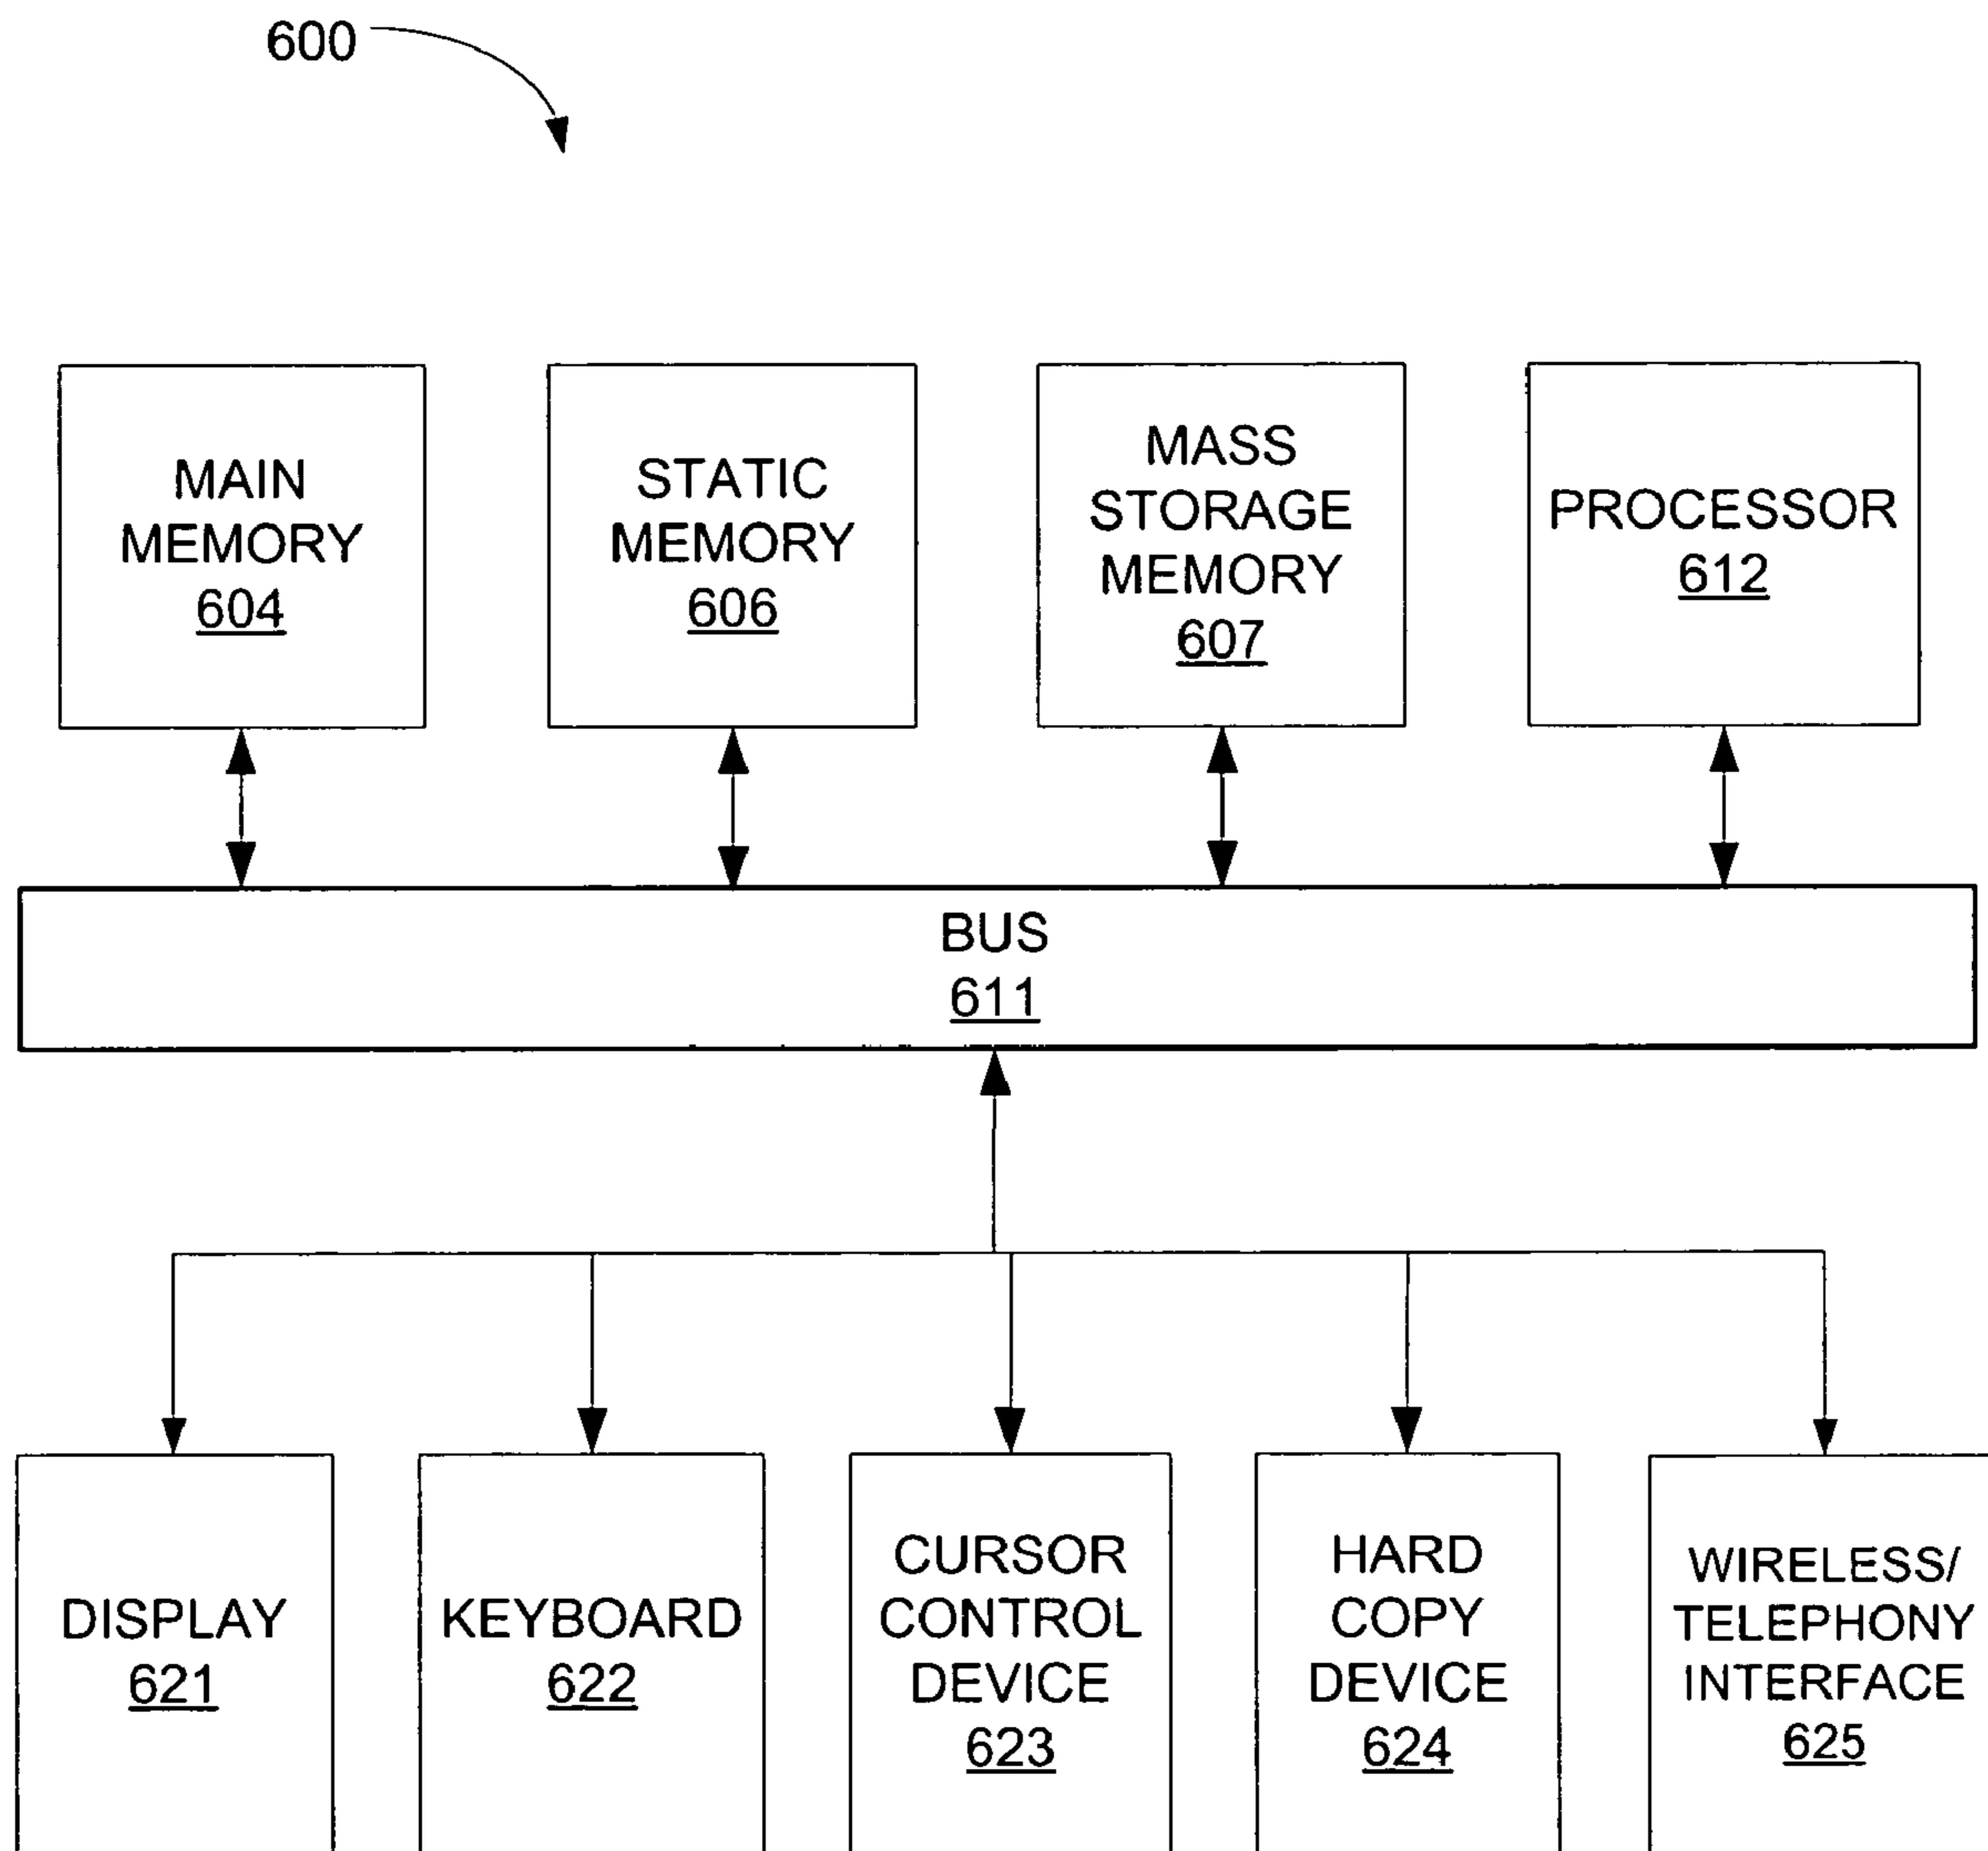 600
MAIN
MEMORY
604
STATIC
MEMORY
606
MASS
STORAGE
MEMORY
607
PROCESSOR
612
BUS
611
DISPLAY
621
KEYBOARD
622
CURSOR
CONTROL
DEVICE
623
HARD
COPY
DEVICE
624
WIRELESS/
TELEPHONY
INTERFACE
625